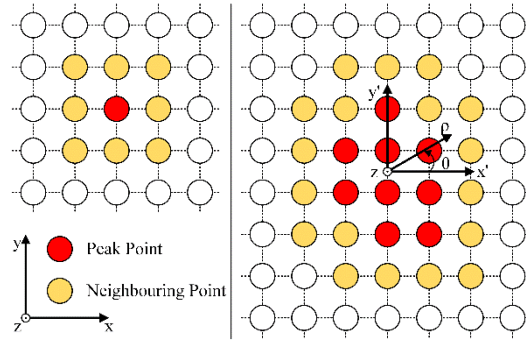 y'
ρ
θ
z
x'
y
Peak Point
Neighbouring Point
z
x